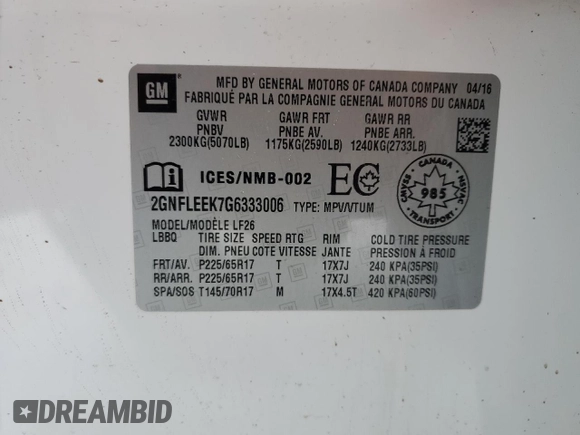 GM
MFD BY GENERAL MOTORS OF CANADA COMPANY 04/16
FABRIQUÉ PAR LA COMPAGNIE GENERAL MOTORS DU CANADA
GVWR GAWR FRT GAWR RR
PNBV PNBE AV. PNBE ARR.
2300KG(5070LB) 1175KG(2590LB) 1240KG(2733LB)
ICES/NMB-002 EC
CANADA
CMVSS 985 NSVAC
TRANSPORT
2GNFLEEK7G6333006 TYPE: MPV/VTUM
MODEL/MODÈLE LF26
LBBQ TIRE SIZE SPEED RTG RIM COLD TIRE PRESSURE
DIM. PNEU COTE VITESSE JANTE PRESSION À FROID
FRT/AV. P225/65R17 T 17X7J 240 KPA(35PSI)
RR/ARR. P225/65R17 T 17X7J 240 KPA(35PSI)
SPA/SOS T145/70R17 M 17X4.5T 420 KPA(60PSI)
DREAMBID